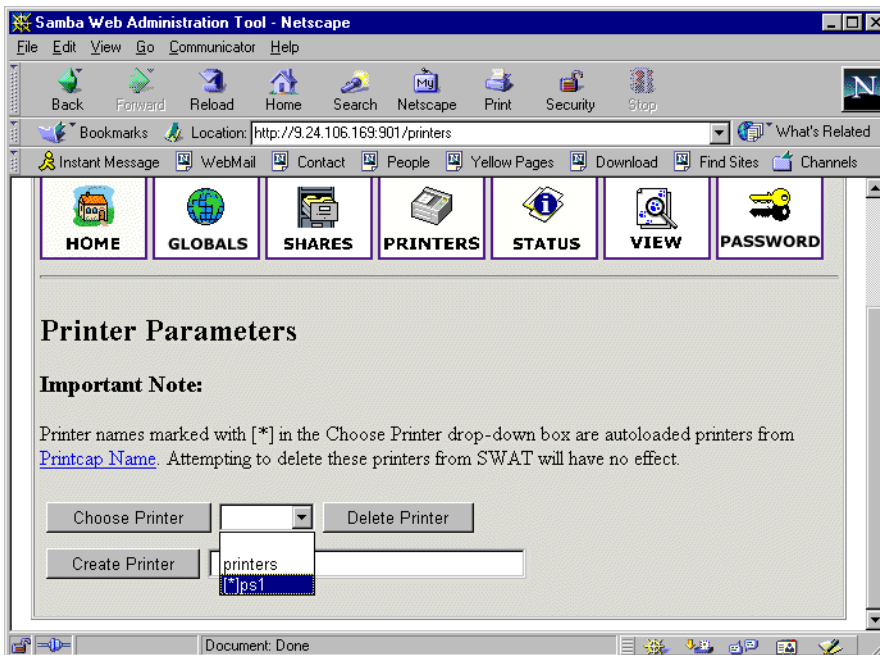 Samba Web Administration Tool - Netscape
File Edit View Go Communicator Help
Back Forward Reload Home Search Netscape Print Security Stop
My
N
Bookmarks Location: http://9.24.106.169:901/printers What's Related
Instant Message WebMail Contact People Yellow Pages Download Find Sites Channels
HOME GLOBALS SHARES PRINTERS STATUS VIEW PASSWORD
Printer Parameters
Important Note:
Printer names marked with [*] in the Choose Printer drop-down box are autoloaded printers from
Printcap Name. Attempting to delete these printers from SWAT will have no effect.
Choose Printer Delete Printer
Create Printer printers
[*]ps1
Document: Done